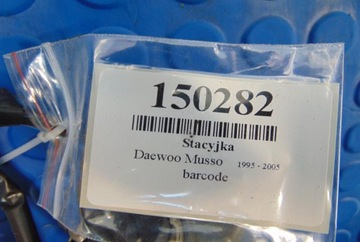 150282
Stacyjka
Daewoo Musso 1995 - 2005
barcode